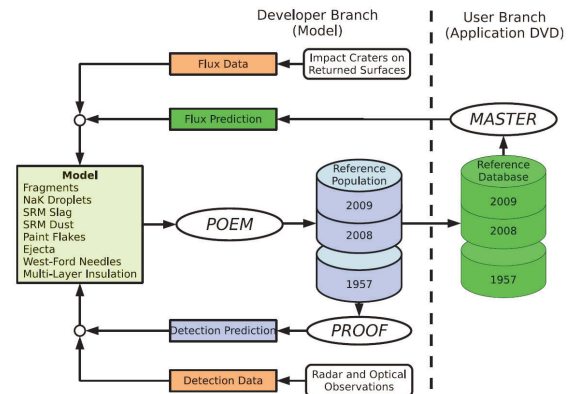 Developer Branch
(Model)
User Branch
(Application DVD)
Flux Data
Impact Craters on
Returned Surfaces
Flux Prediction
MASTER
Model
Fragments
NaK Droplets
SRM Slag
SRM Dust
Paint Flakes
Ejecta
West-Ford Needles
Multi-Layer Insulation
POEM
Reference
Population
2009
2008
1957
Reference
Database
2009
2008
1957
Detection Prediction
PROOF
Detection Data
Radar and Optical
Observations